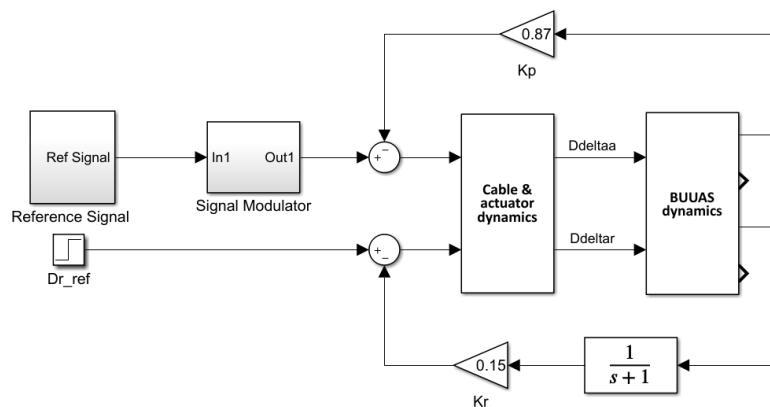 0.87
Kp
Ref Signal
Reference Signal
In1
Out1
Signal Modulator
+
−
Cable &
actuator
dynamics
Ddeltaa
Ddeltar
BUUAS
dynamics
Dr_ref
+
−
0.15
Kr
1
s + 1